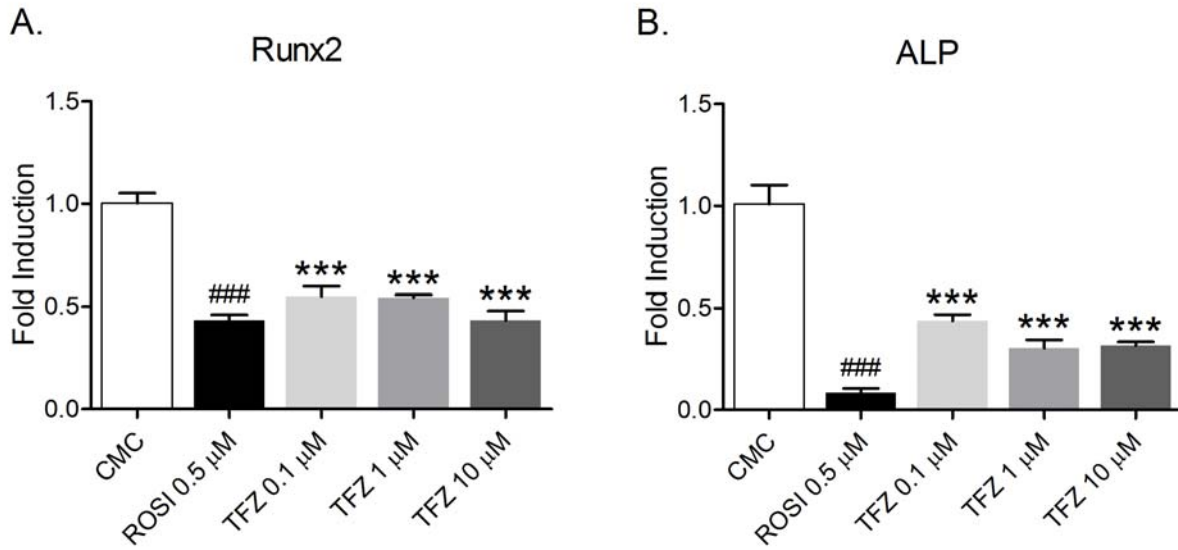 A.
Runx2
Fold Induction
1.5
1.0
0.5
0.0
###
***
***
***
CMC
ROSI 0.5 μM
TFZ 0.1 μM
TFZ 1 μM
TFZ 10 μM
B.
ALP
Fold Induction
1.5
1.0
0.5
0.0
###
***
***
***
CMC
ROSI 0.5 μM
TFZ 0.1 μM
TFZ 1 μM
TFZ 10 μM